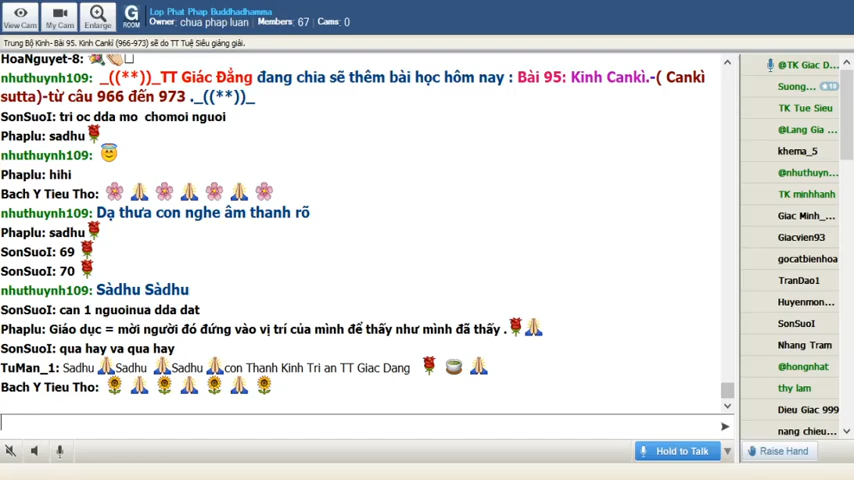 Lop Phat Phap Buddhadhamma
Owner: chua phap luan Members: 67 Cams: 0
View Cam My Cam Enlarge G ROOM
Trung Bộ Kinh- Bài 95. Kinh Canki (966-973) sẽ do TT Tuệ Siêu giảng giải.
HoaNguyet-8:
nhuthuynh109: _((**))_TT Giác Đẳng đang chia sẽ thêm bài học hôm nay : Bài 95: Kinh Cankì.-( Cankì
sutta)-từ câu 966 đến 973 ._((**))_
SonSuoI: tri oc dda mo chomoi nguoi
Phaplu: sadhu
nhuthuynh109:
Phaplu: hihi
Bach Y Tieu Tho:
nhuthuynh109: Dạ thưa con nghe âm thanh rõ
Phaplu: sadhu
SonSuoI: 69
SonSuoI: 70
nhuthuynh109: Sàdhu Sàdhu
SonSuoI: can 1 nguoinua dda dat
Phaplu: Giáo dục = mời người đó đứng vào vị trí của mình để thấy như mình đã thấy .
SonSuoI: qua hay va qua hay
TuMan_1: Sadhu Sadhu Sadhu con Thanh Kinh Tri an TT Giac Dang
Bach Y Tieu Tho:
@TK Giac D...
Suong... 18
TK Tue Sieu
@Lang Gia ...
khema_5
@nhuthuyn...
TK minhhanh
Giac Minh_...
Giacvien93
gocatbienhoa
TranDao1
Huyenmon...
SonSuoI
Nhang Tram
@hongnhat
thy lam
Dieu Giac 999
nang chieu...
Hold to Talk
Raise Hand